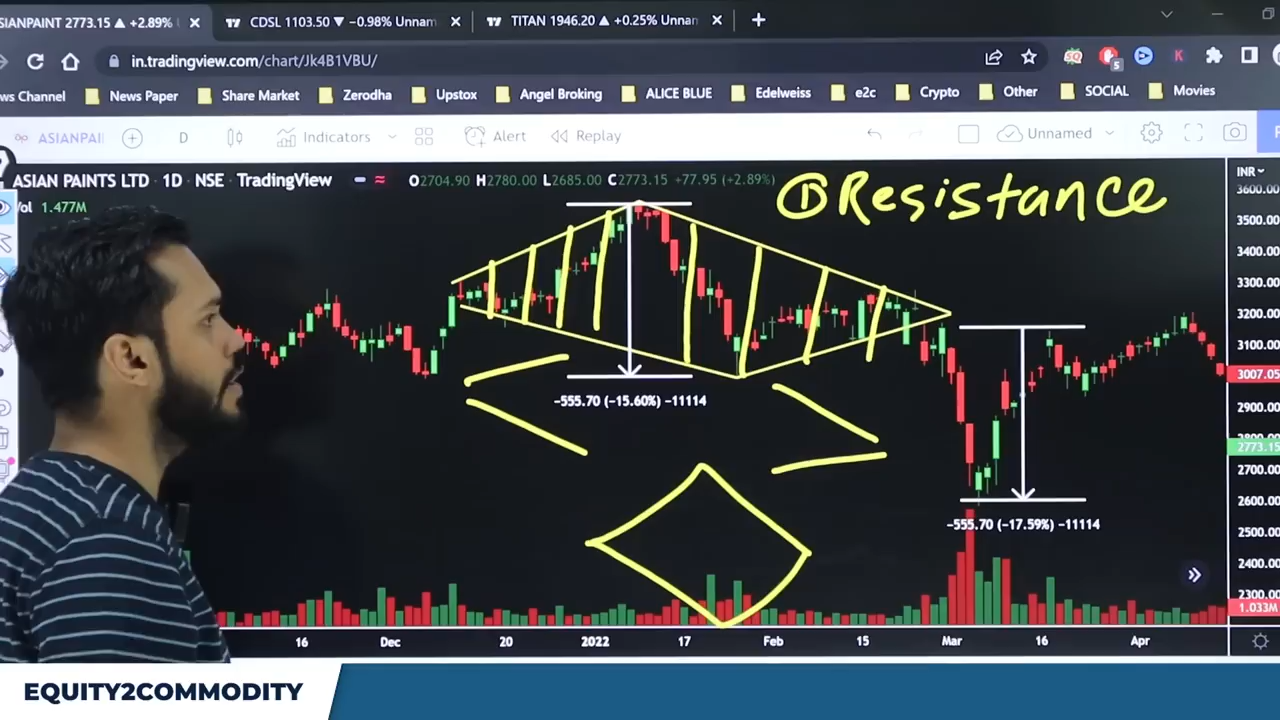 ASIANPAINT 2773.15 ▲ +2.89%
CDSL 1103.50 ▼ −0.98% Unnam
TITAN 1946.20 ▲ +0.25% Unnam
in.tradingview.com/chart/Jk4B1VBU/
ws Channel News Paper Share Market Zerodha Upstox Angel Broking ALICE BLUE Edelweiss e2c Crypto Other SOCIAL Movies
ASIANPAI D Indicators Alert Replay Unnamed
ASIAN PAINTS LTD · 1D · NSE · TradingView O2704.90 H2780.00 L2685.00 C2773.15 +77.95 (+2.89%)
Vol 1.477M
① Resistance
INR
3600.00
3500.00
3400.00
3300.00
3200.00
3100.00
3007.05
2900.00
2800.00
2773.15
2700.00
2600.00
2500.00
2400.00
1.033M
2300.00
-555.70 (-15.60%) -11114
-555.70 (-17.59%) -11114
16 Dec 20 2022 17 Feb 15 Mar 16 Apr
EQUITY2COMMODITY